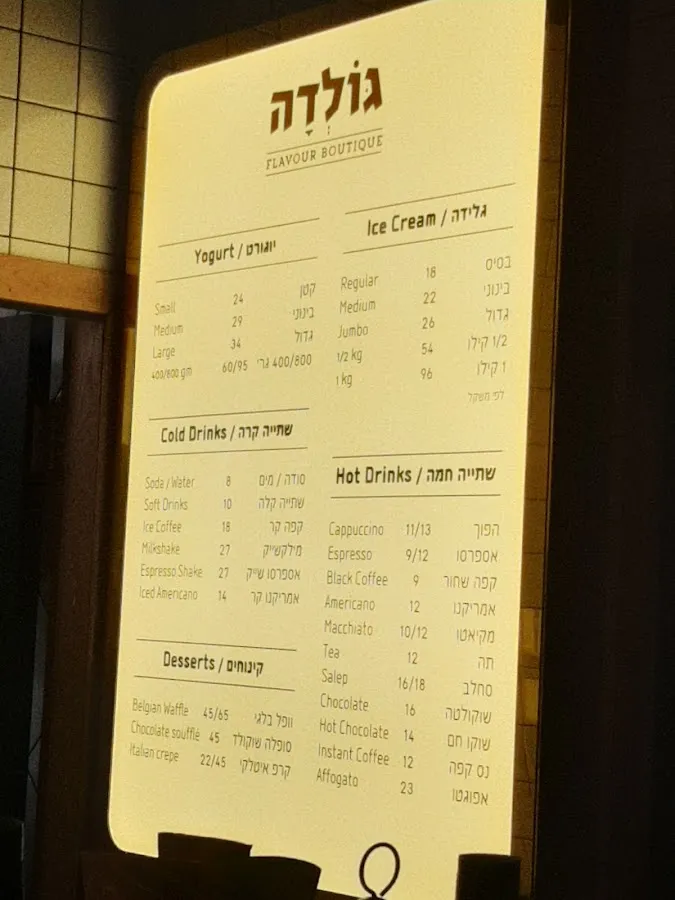 גּוֹלְדָה
FLAVOUR BOUTIQUE
Yogurt / יוגורט
Small 24 קטן
Medium 29 בינוני
Large 34 גדול
400/800 gm 60/95 400/800 גרי
Ice Cream / גלידה
Regular 18 בסיס
Medium 22 בינוני
Jumbo 26 גדול
1/2 kg 54 1/2 קילו
1 kg 96 1 קילו
לפי משקל
Cold Drinks / שתייה קרה
Soda / Water 8 סודה / מים
Soft Drinks 10 שתייה קלה
Ice Coffee 18 קפה קר
Milkshake 27 מילקשייק
Espresso Shake 27 אספרסו שייק
Iced Americano 14 אמריקנו קר
Hot Drinks / שתייה חמה
Cappuccino 11/13 הפוך
Espresso 9/12 אספרסו
Black Coffee 9 קפה שחור
Americano 12 אמריקנו
Macchiato 10/12 מקיאטו
Tea 12 תה
Salep 16/18 סחלב
Chocolate 16 שוקולטה
Hot Chocolate 14 שוקו חם
Instant Coffee 12 נס קפה
Affogato 23 אפוגטו
Desserts / קינוחים
Belgian Waffle 45/65 וופל בלגי
Chocolate soufflé 45 סופלה שוקולד
Italian crepe 22/45 קרפ איטלקי